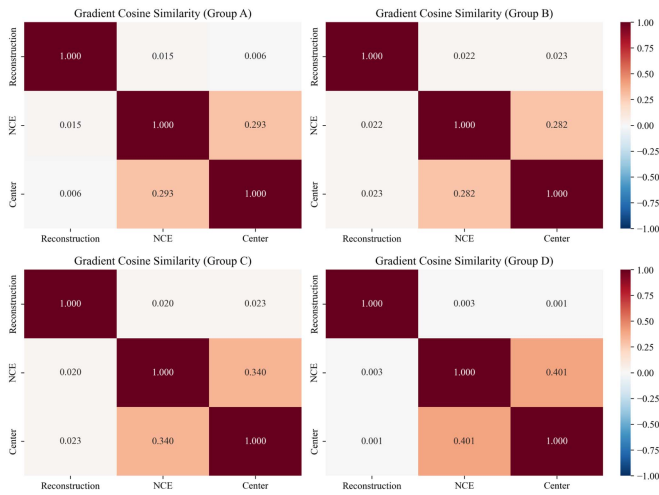 Gradient Cosine Similarity (Group A)
Reconstruction
1.000
0.015
0.006
NCE
0.015
1.000
0.293
Center
0.006
0.293
1.000
Reconstruction
NCE
Center
Gradient Cosine Similarity (Group B)
Reconstruction
1.000
0.022
0.023
NCE
0.022
1.000
0.282
Center
0.023
0.282
1.000
Reconstruction
NCE
Center
1.00
0.75
0.50
0.25
0.00
−0.25
−0.50
−0.75
−1.00
Gradient Cosine Similarity (Group C)
Reconstruction
1.000
0.020
0.023
NCE
0.020
1.000
0.340
Center
0.023
0.340
1.000
Reconstruction
NCE
Center
Gradient Cosine Similarity (Group D)
Reconstruction
1.000
0.003
0.001
NCE
0.003
1.000
0.401
Center
0.001
0.401
1.000
Reconstruction
NCE
Center
1.00
0.75
0.50
0.25
0.00
−0.25
−0.50
−0.75
−1.00